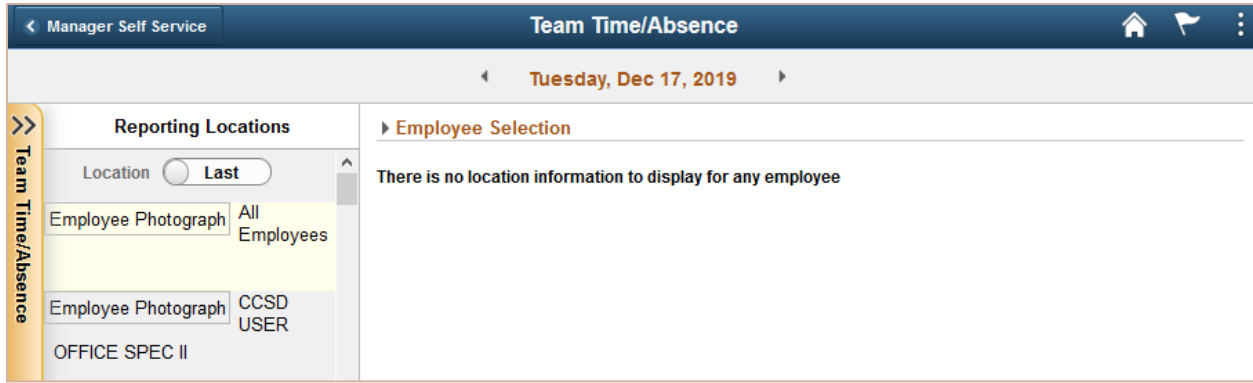 Manager Self Service
Team Time/Absence
Tuesday, Dec 17, 2019
Team Time/Absence
Reporting Locations
Location
Last
Employee Photograph
All
Employees
Employee Photograph
CCSD
USER
OFFICE SPEC II
Employee Selection
There is no location information to display for any employee